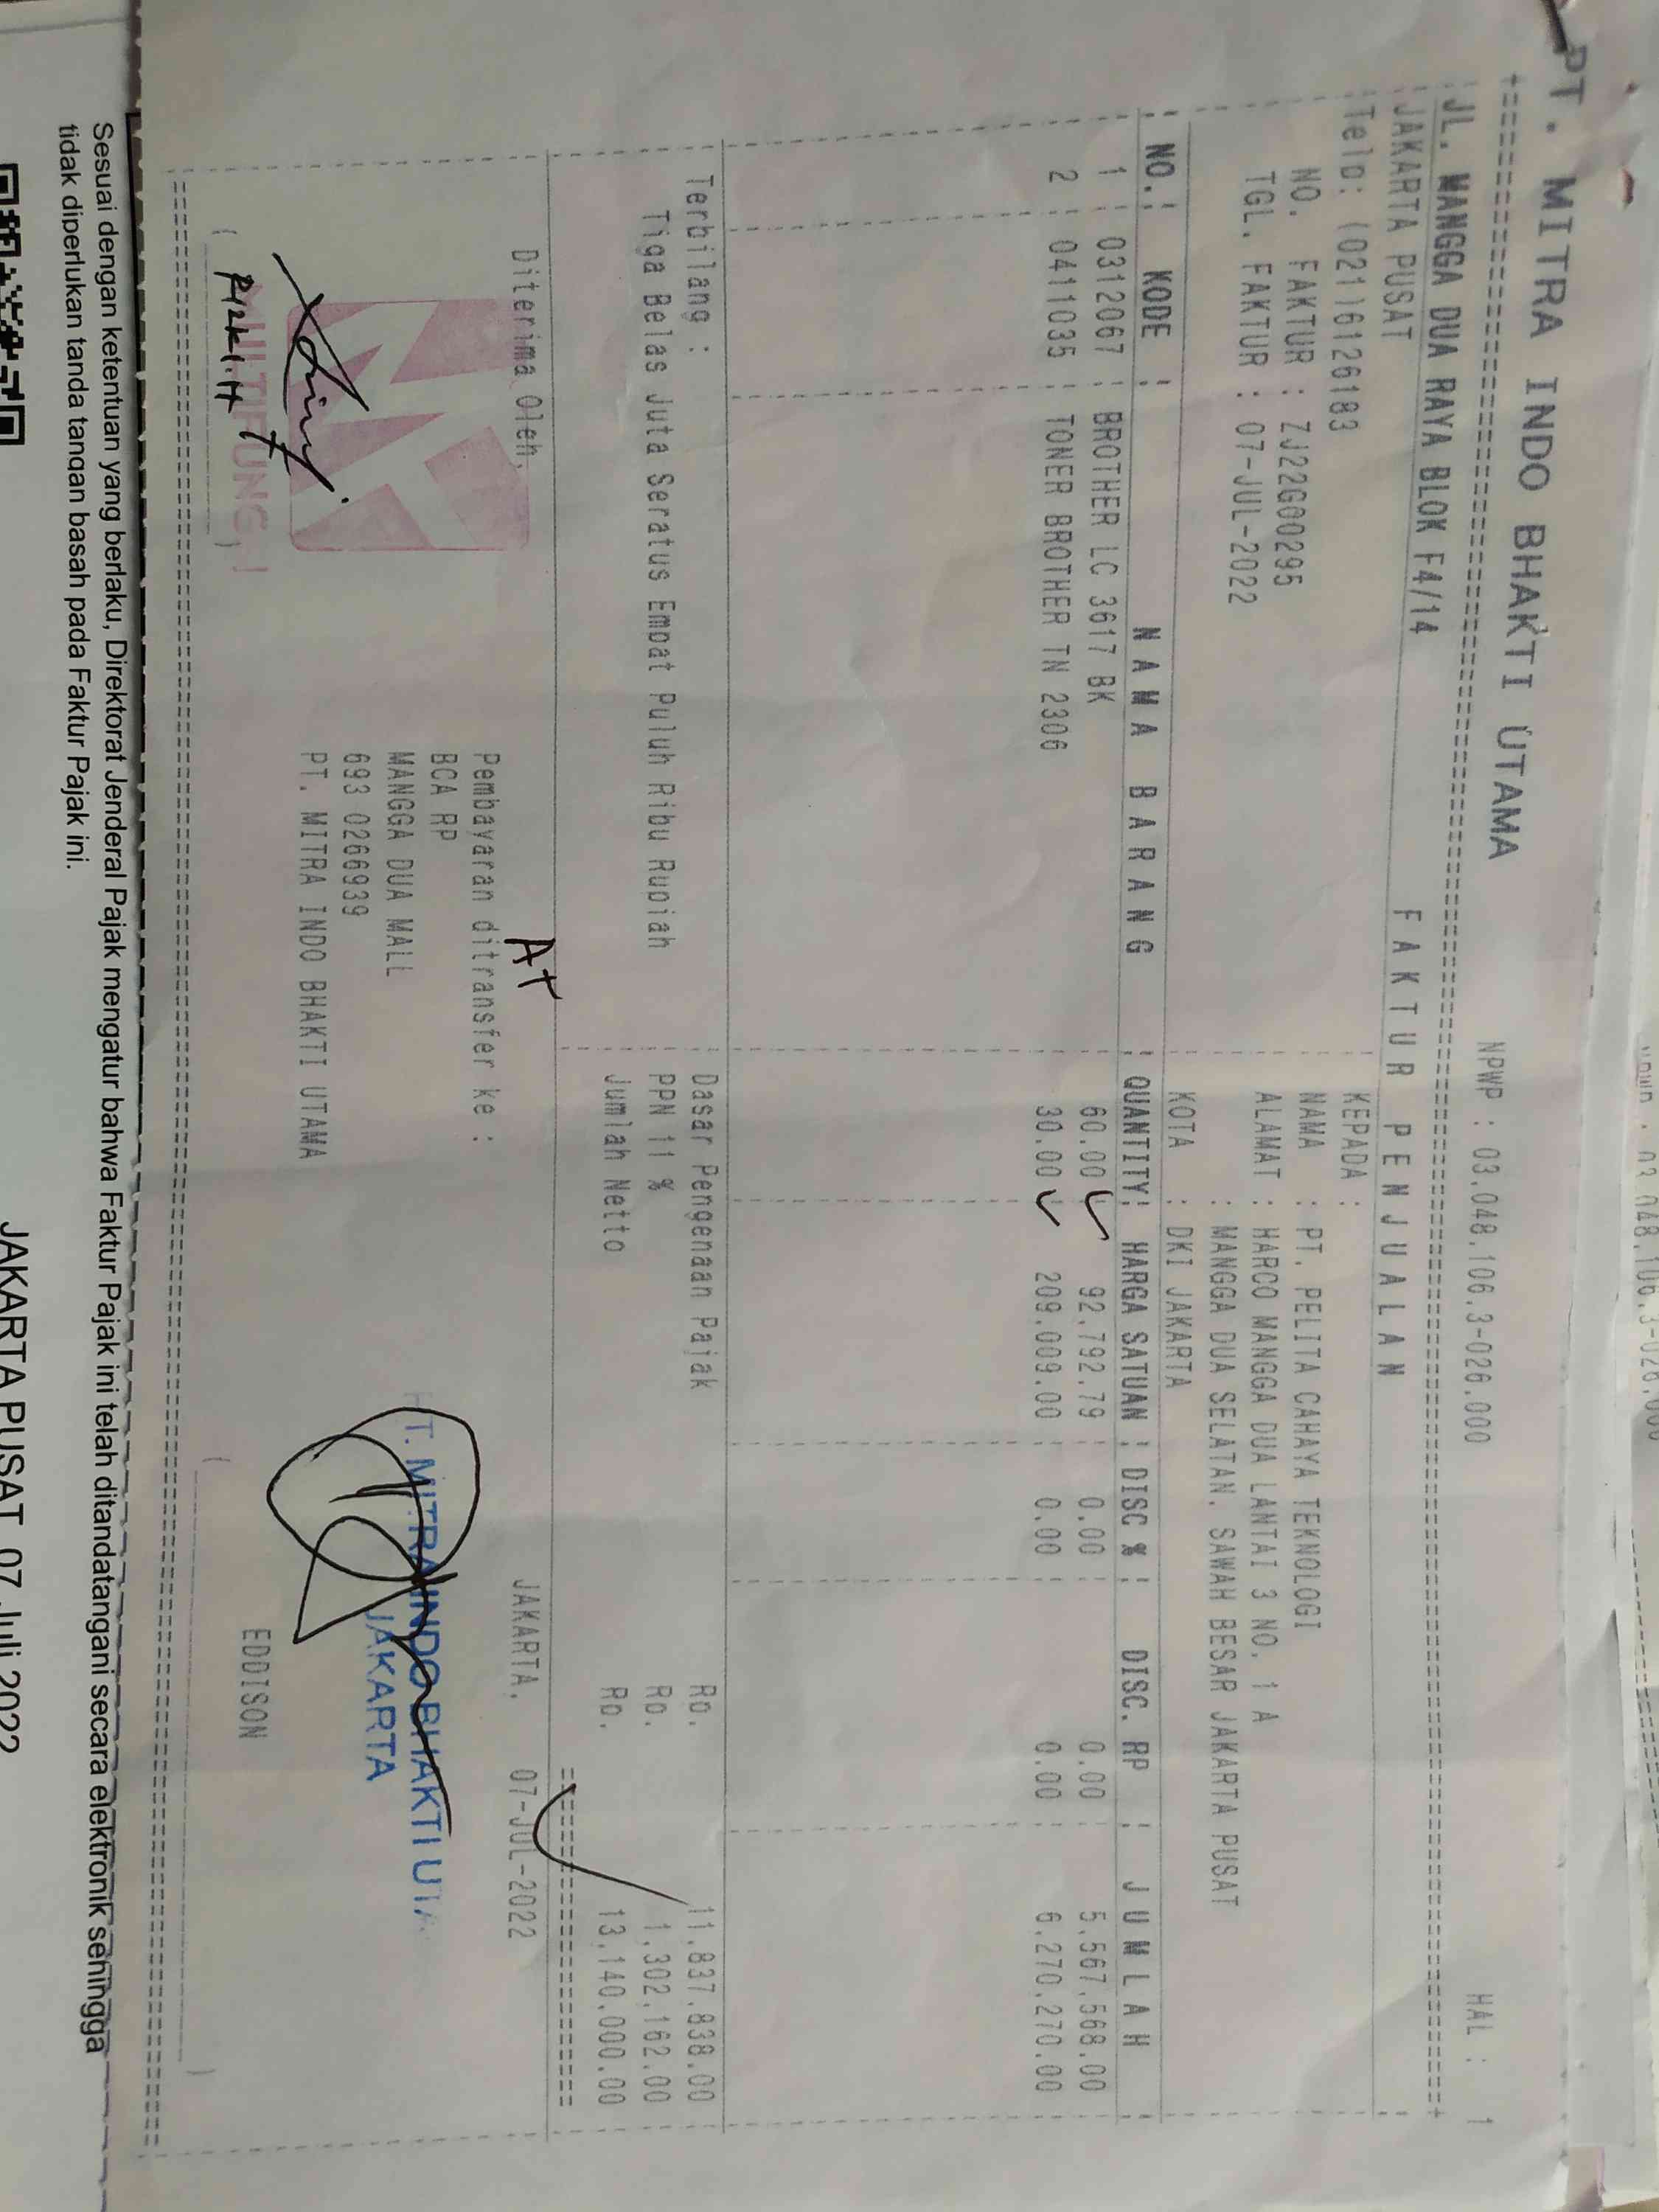 PT. MITRA INDO BHAKTI UTAMA
NPWP : 03.048.106.3-026.000
HAL : 1
JL. MANGGA DUA RAYA BLOK F4/14
JAKARTA PUSAT
Telp: (021)6126183
F A K T U R   P E N J U A L A N
NO. FAKTUR : ZJ22G00295
TGL. FAKTUR : 07-JUL-2022
KEPADA :
NAMA : PT. PELITA CAHAYA TEKNOLOGI
ALAMAT : HARCO MANGGA DUA LANTAI 3 NO. 1 A
: MANGGA DUA SELATAN. SAWAH BESAR JAKARTA PUSAT
KOTA : DKI JAKARTA
NO. : KODE : N A M A   B A R A N G : QUANTITY : HARGA SATUAN : DISC % : DISC. RP : J U M L A H
1 0312067 BROTHER LC 3617 BK 60.00 92.792.79 0.00 0.00 5.567.568.00
2 0411035 TONER BROTHER TN 2306 30.00 209.009.00 0.00 0.00 6.270.270.00
Terbilang :
Tiga Belas Juta Seratus Empat Puluh Ribu Rupiah
Dasar Pengenaan Pajak Rp. 11.837.838.00
PPN 11 % Rp. 1.302.162.00
Jumlah Netto Rp. 13.140.000.00
Diterima Oleh,
At
JAKARTA, 07-JUL-2022
Pembayaran ditransfer ke :
BCA RP
MANGGA DUA MALL
693 0266939
PT. MITRA INDO BHAKTI UTAMA
T. MITRA INDO BHAKTI UTA
JAKARTA
EDDISON
Sesuai dengan ketentuan yang berlaku, Direktorat Jenderal Pajak mengatur bahwa Faktur Pajak ini telah ditandatangani secara elektronik sehingga
tidak diperlukan tanda tangan basah pada Faktur Pajak ini.
JAKARTA PUSAT, 07 Juli 2022